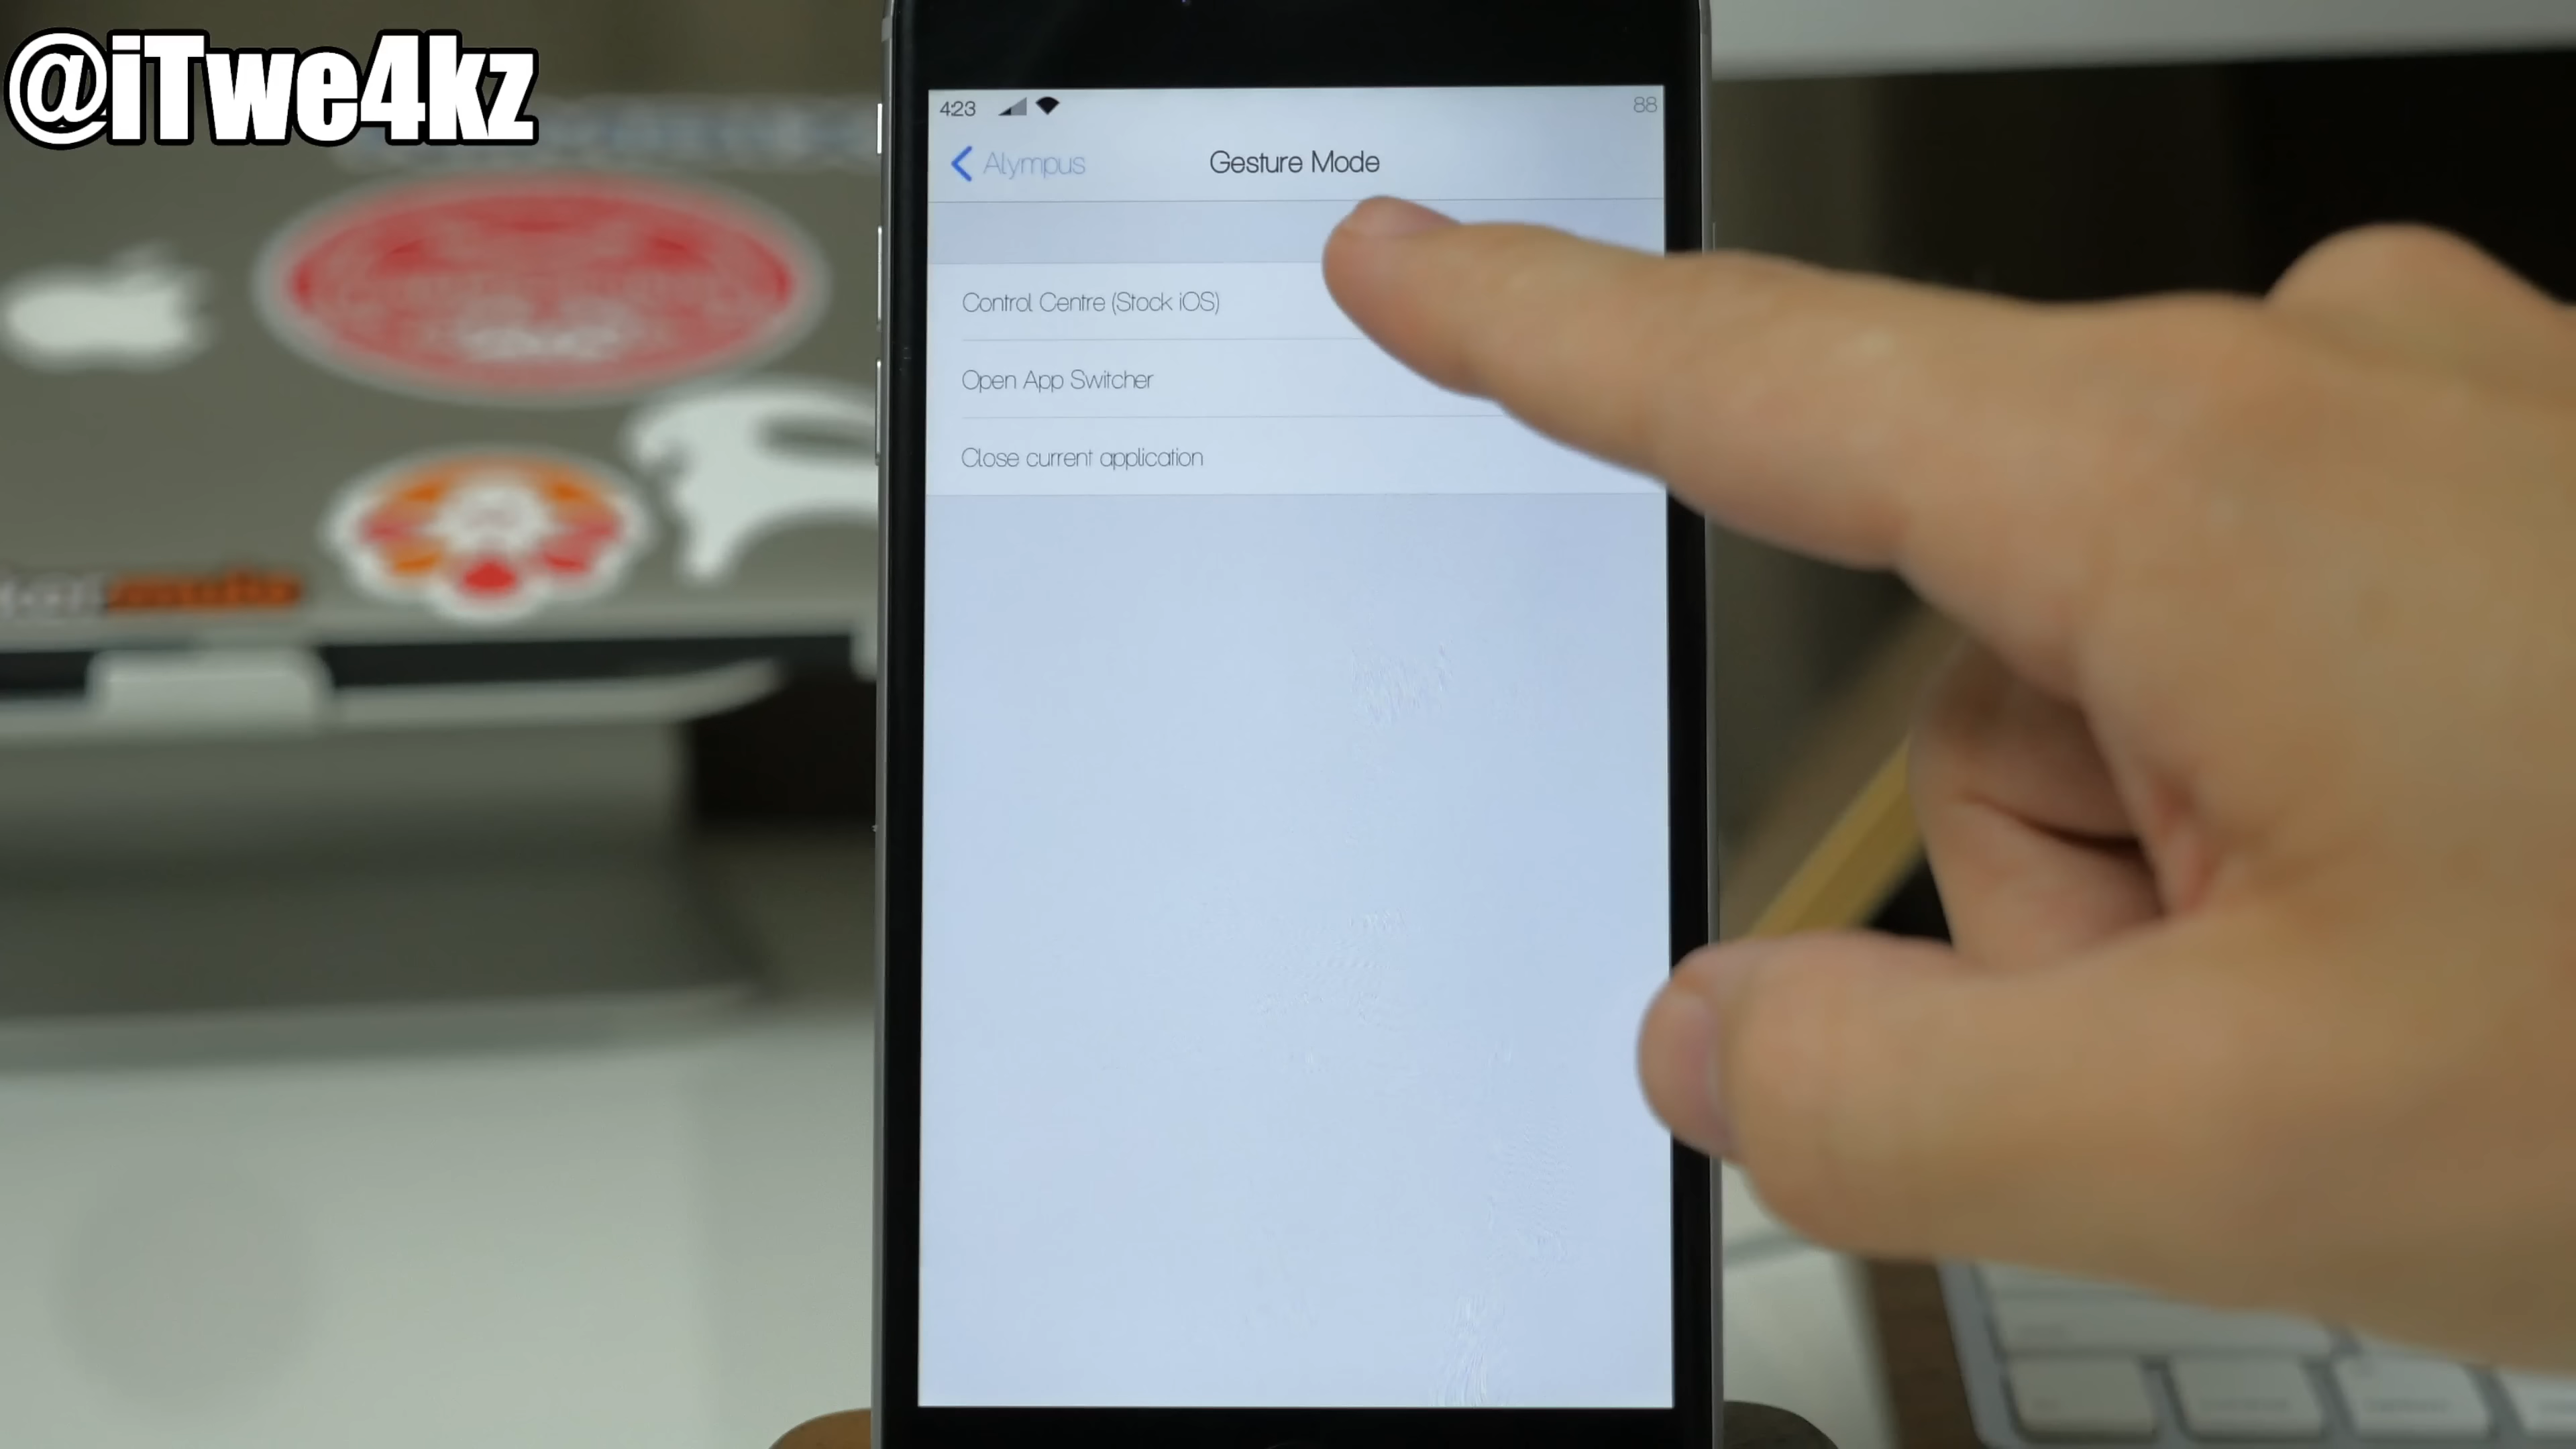 @iTwe4kz
4:23
88
Alympus
Gesture Mode
Control Centre (Stock iOS)
Open App Switcher
Close current application